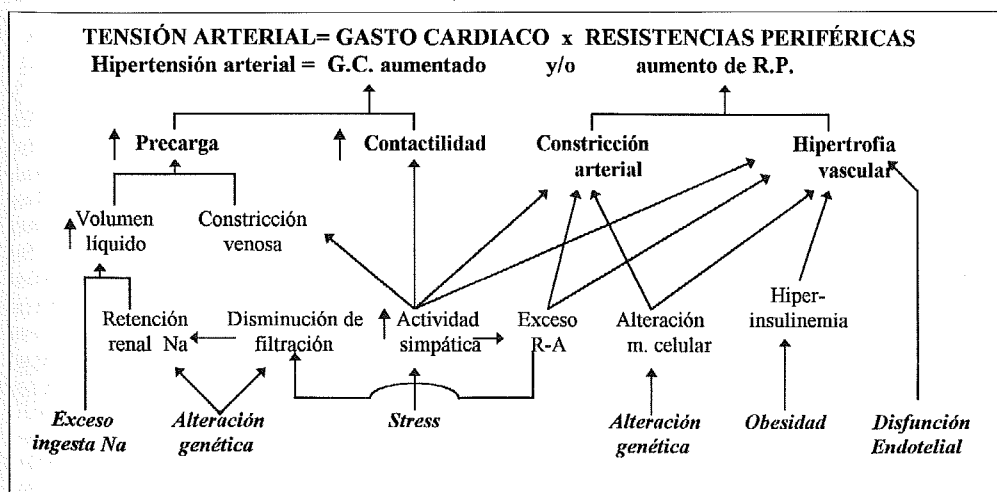 TENSIÓN ARTERIAL= GASTO CARDIACO x RESISTENCIAS PERIFÉRICAS
Hipertensión arterial = G.C. aumentado y/o aumento de R.P.
Precarga
Contactilidad
Constricción
arterial
Hipertrofia
vascular
Volumen
líquido
Constricción
venosa
Retención
renal Na
Disminución de
filtración
Actividad
simpática
Exceso
R-A
Alteración
m. celular
Hiper-
insulinemia
Exceso
ingesta Na
Alteración
genética
Stress
Alteración
genética
Obesidad
Disfunción
Endotelial